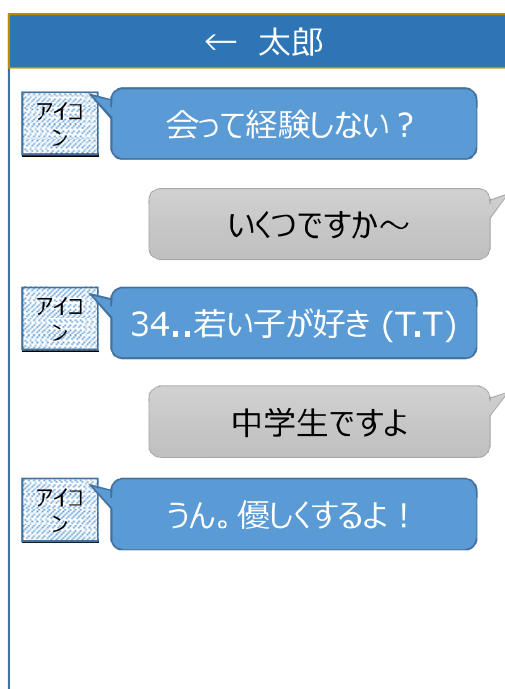 ← 太郎
アイコ
ン
会って経験しない？
いくつですか～
アイコ
ン
34..若い子が好き (T.T)
中学生ですよ
アイコ
ン
うん。優しくするよ！